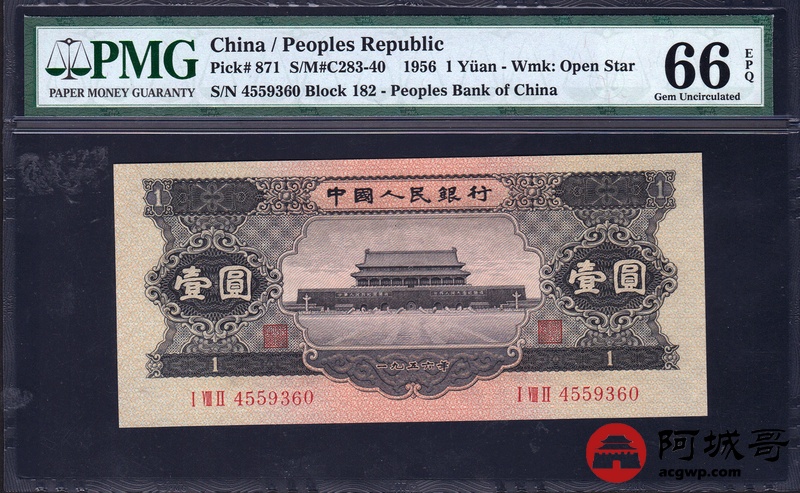 PMG
PAPER MONEY GUARANTY
China / Peoples Republic
Pick# 871 S/M#C283-40 1956 1 Yüan - Wmk: Open Star
S/N 4559360 Block 182 - Peoples Bank of China
66
EPQ
Gem Uncirculated
1
中國人民銀行
1
壹圓
壹圓
1
一九五六年
1
I VIII II 4559360
I VIII II 4559360
阿城哥
acgwp.com